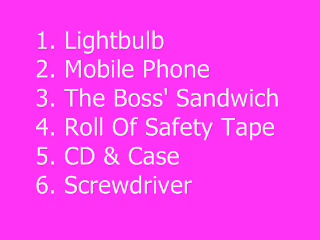 1. Lightbulb
2. Mobile Phone
3. The Boss' Sandwich
4. Roll Of Safety Tape
5. CD & Case
6. Screwdriver